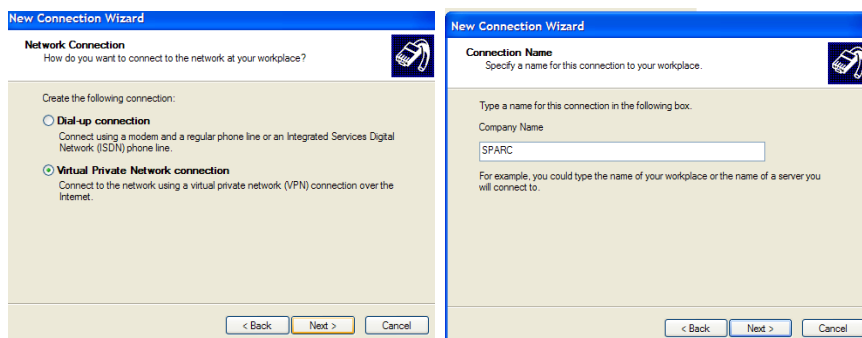 New Connection Wizard
Network Connection
How do you want to connect to the network at your workplace?
Create the following connection:
Dial-up connection
Connect using a modem and a regular phone line or an Integrated Services Digital
Network (ISDN) phone line.
Virtual Private Network connection
Connect to the network using a virtual private network (VPN) connection over the
Internet.
< Back
Next >
Cancel
New Connection Wizard
Connection Name
Specify a name for this connection to your workplace.
Type a name for this connection in the following box.
Company Name
SPARC
For example, you could type the name of your workplace or the name of a server you
will connect to.
< Back
Next >
Cancel